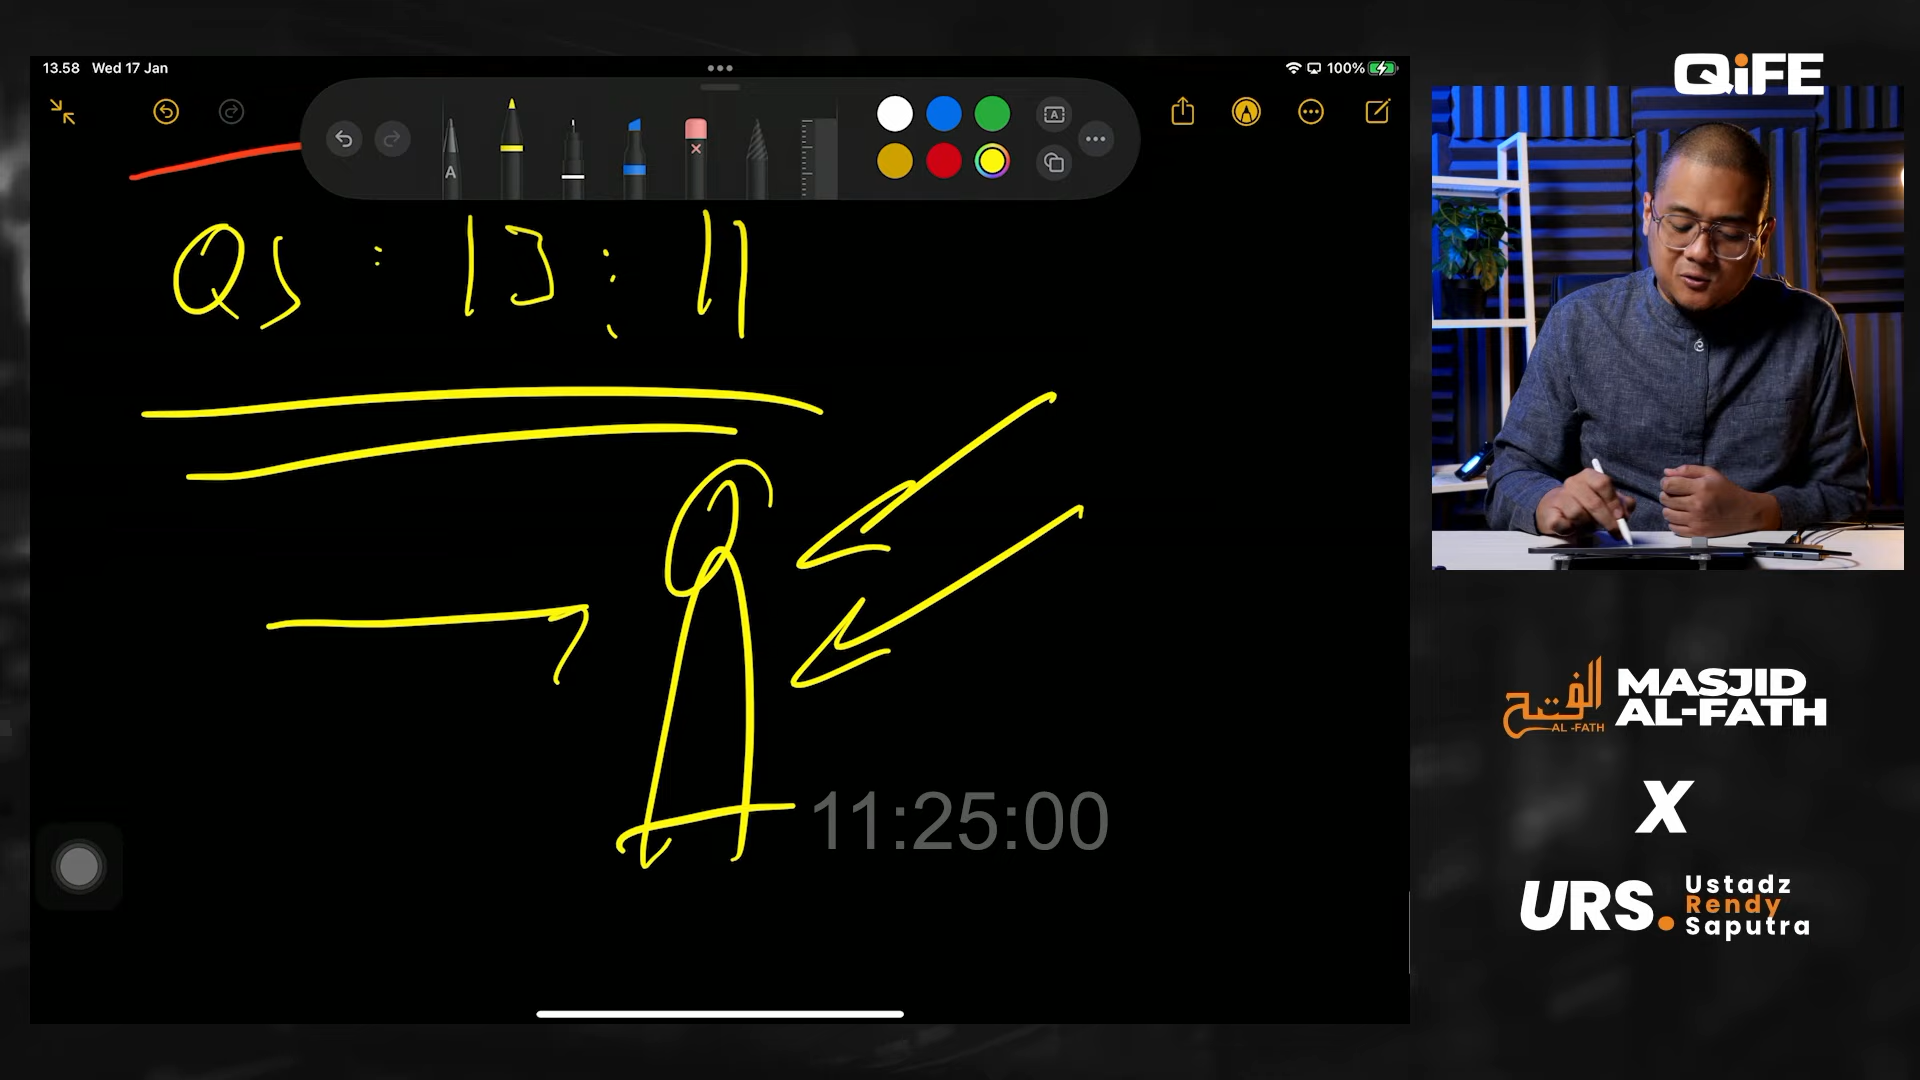 13.58 Wed 17 Jan
100%
A
A
QS : 13 : 11
11:25:00
QiFE
الفتح
AL-FATH
MASJID
AL-FATH
X
URS.
Ustadz
Rendy
Saputra